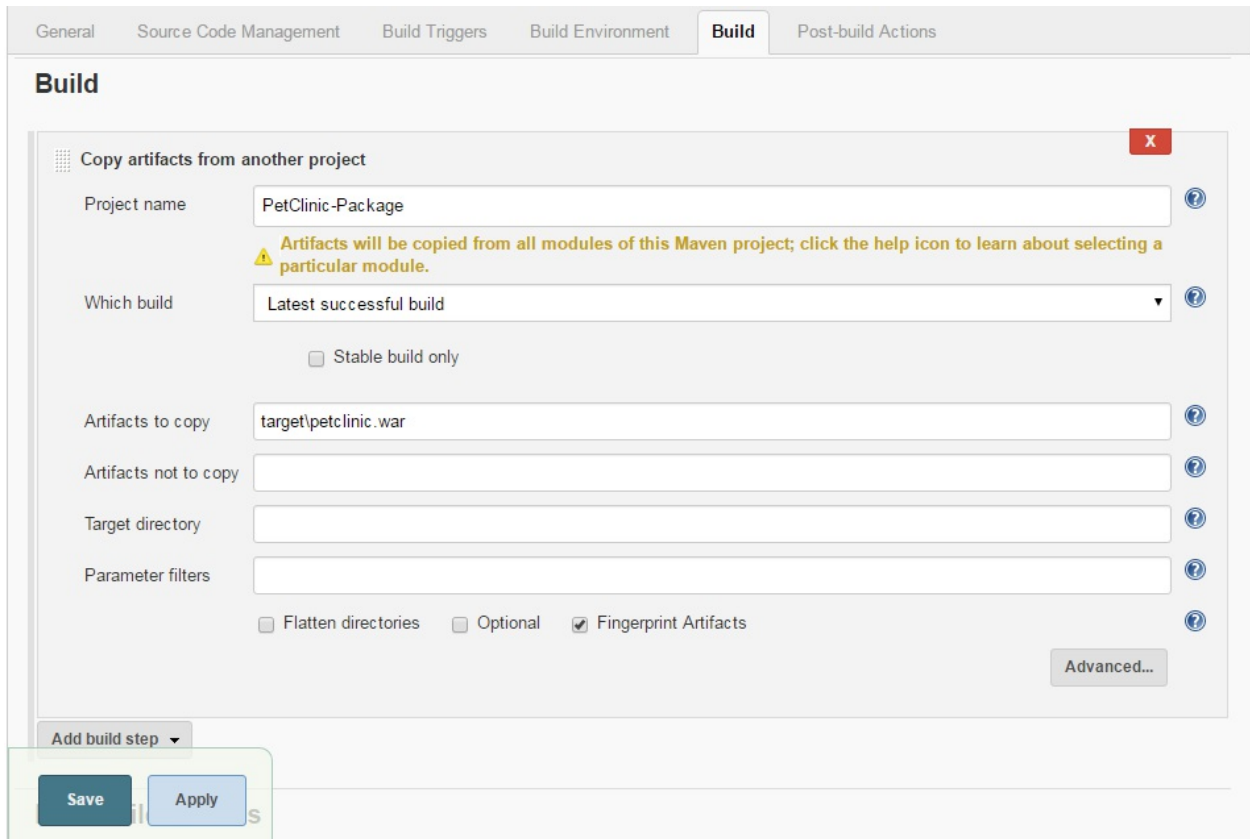 General Source Code Management Build Triggers Build Environment Build Post-build Actions
Build
X
Copy artifacts from another project
Project name PetClinic-Package
Artifacts will be copied from all modules of this Maven project; click the help icon to learn about selecting a
particular module.
Which build Latest successful build
Stable build only
Artifacts to copy target\petclinic.war
Artifacts not to copy
Target directory
Parameter filters
Flatten directories Optional Fingerprint Artifacts
Advanced...
Add build step
Save Apply